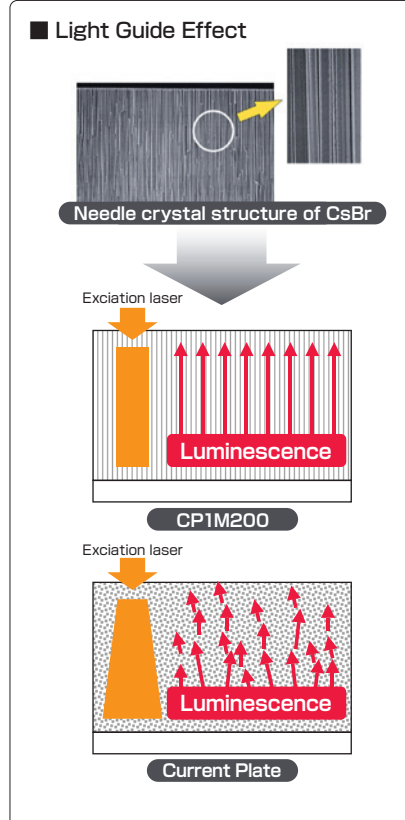 ■ Light Guide Effect
Needle crystal structure of CsBr
Exciation laser
Luminescence
CP1M200
Exciation laser
Luminescence
Current Plate